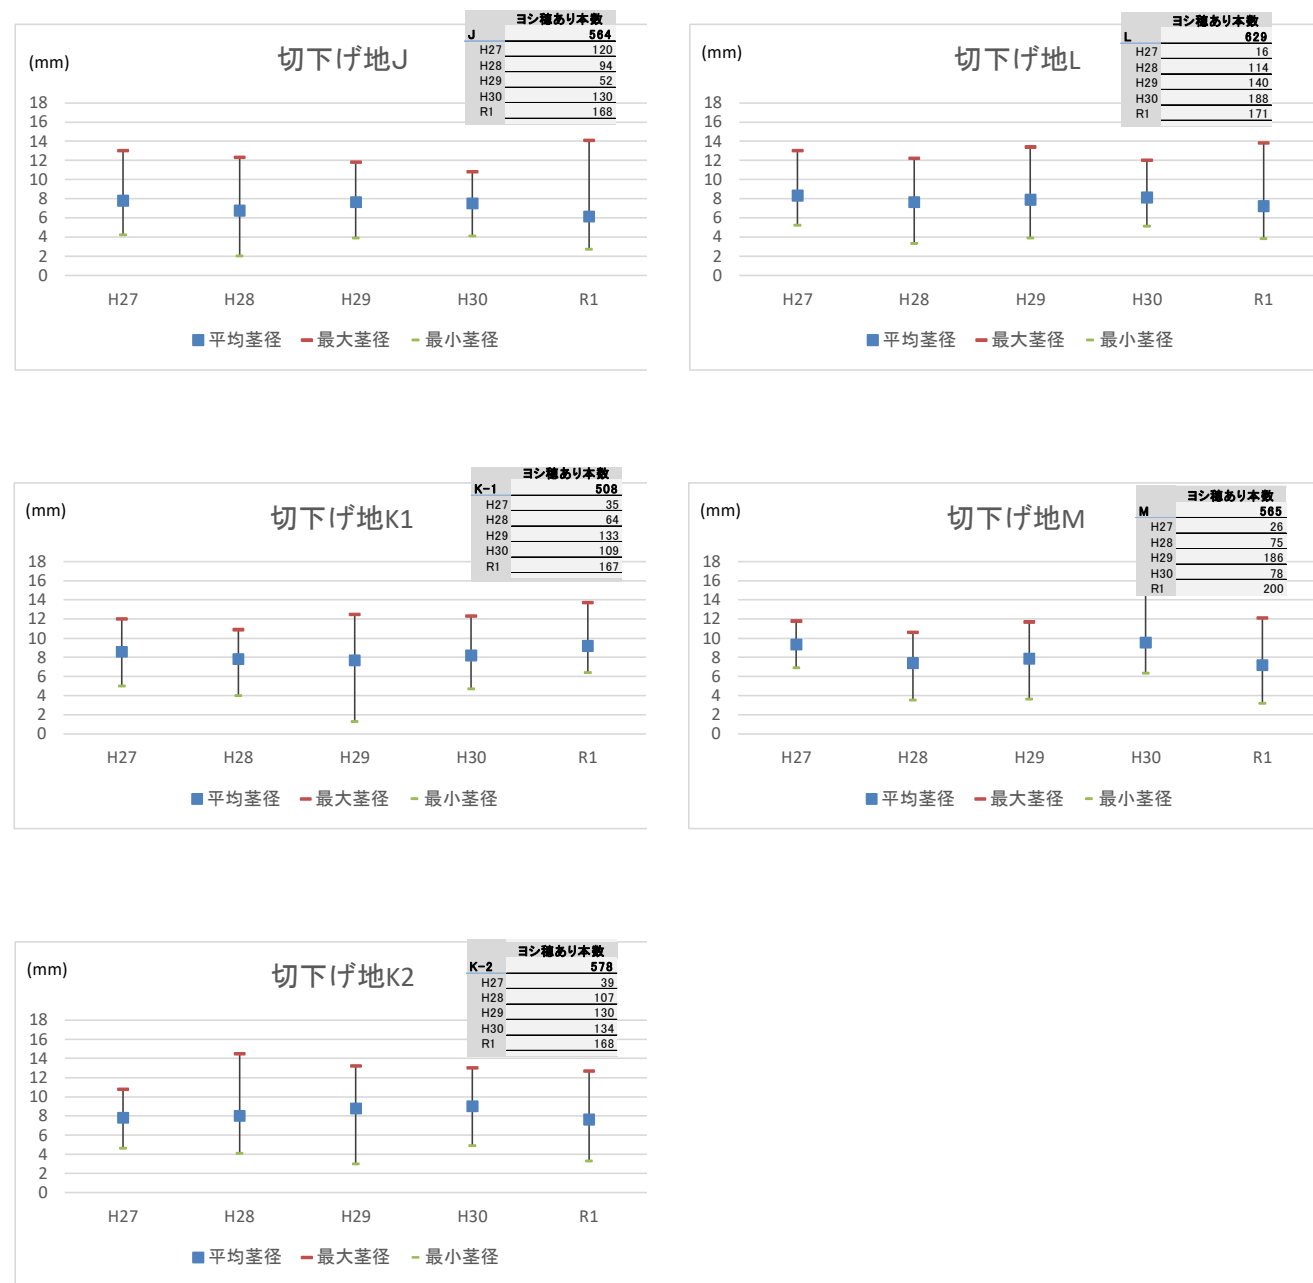 ヨシ穂あり本数
J 564
H27 120
H28 94
H29 52
H30 130
R1 168
(mm)
切下げ地J
18
16
14
12
10
8
6
4
2
0
H27 H28 H29 H30 R1
平均茎径 最大茎径 最小茎径
ヨシ穂あり本数
L 629
H27 16
H28 114
H29 140
H30 188
R1 171
(mm)
切下げ地L
18
16
14
12
10
8
6
4
2
0
H27 H28 H29 H30 R1
平均茎径 最大茎径 最小茎径
ヨシ穂あり本数
K-1 508
H27 35
H28 64
H29 133
H30 109
R1 167
(mm)
切下げ地K1
18
16
14
12
10
8
6
4
2
0
H27 H28 H29 H30 R1
平均茎径 最大茎径 最小茎径
ヨシ穂あり本数
M 565
H27 26
H28 75
H29 186
H30 78
R1 200
(mm)
切下げ地M
18
16
14
12
10
8
6
4
2
0
H27 H28 H29 H30 R1
平均茎径 最大茎径 最小茎径
ヨシ穂あり本数
K-2 578
H27 39
H28 107
H29 130
H30 134
R1 168
(mm)
切下げ地K2
18
16
14
12
10
8
6
4
2
0
H27 H28 H29 H30 R1
平均茎径 最大茎径 最小茎径